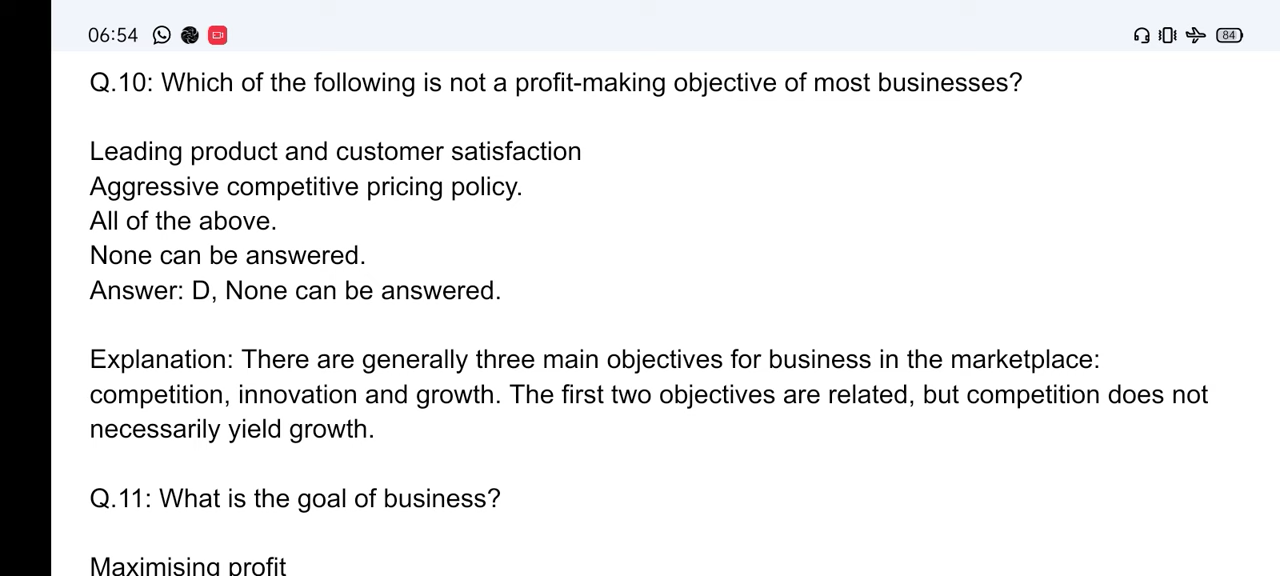 06:54
84
Q.10: Which of the following is not a profit-making objective of most businesses?
Leading product and customer satisfaction
Aggressive competitive pricing policy.
All of the above.
None can be answered.
Answer: D, None can be answered.
Explanation: There are generally three main objectives for business in the marketplace:
competition, innovation and growth. The first two objectives are related, but competition does not
necessarily yield growth.
Q.11: What is the goal of business?
Maximising profit